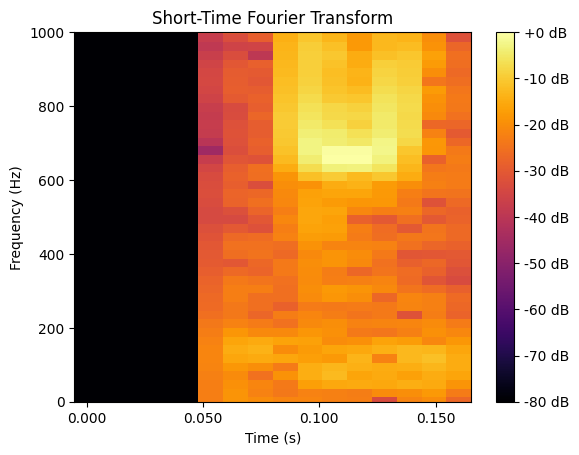 Short-Time Fourier Transform
1000
800
600
400
200
0
Frequency (Hz)
0.000
0.050
0.100
0.150
Time (s)
+0 dB
-10 dB
-20 dB
-30 dB
-40 dB
-50 dB
-60 dB
-70 dB
-80 dB